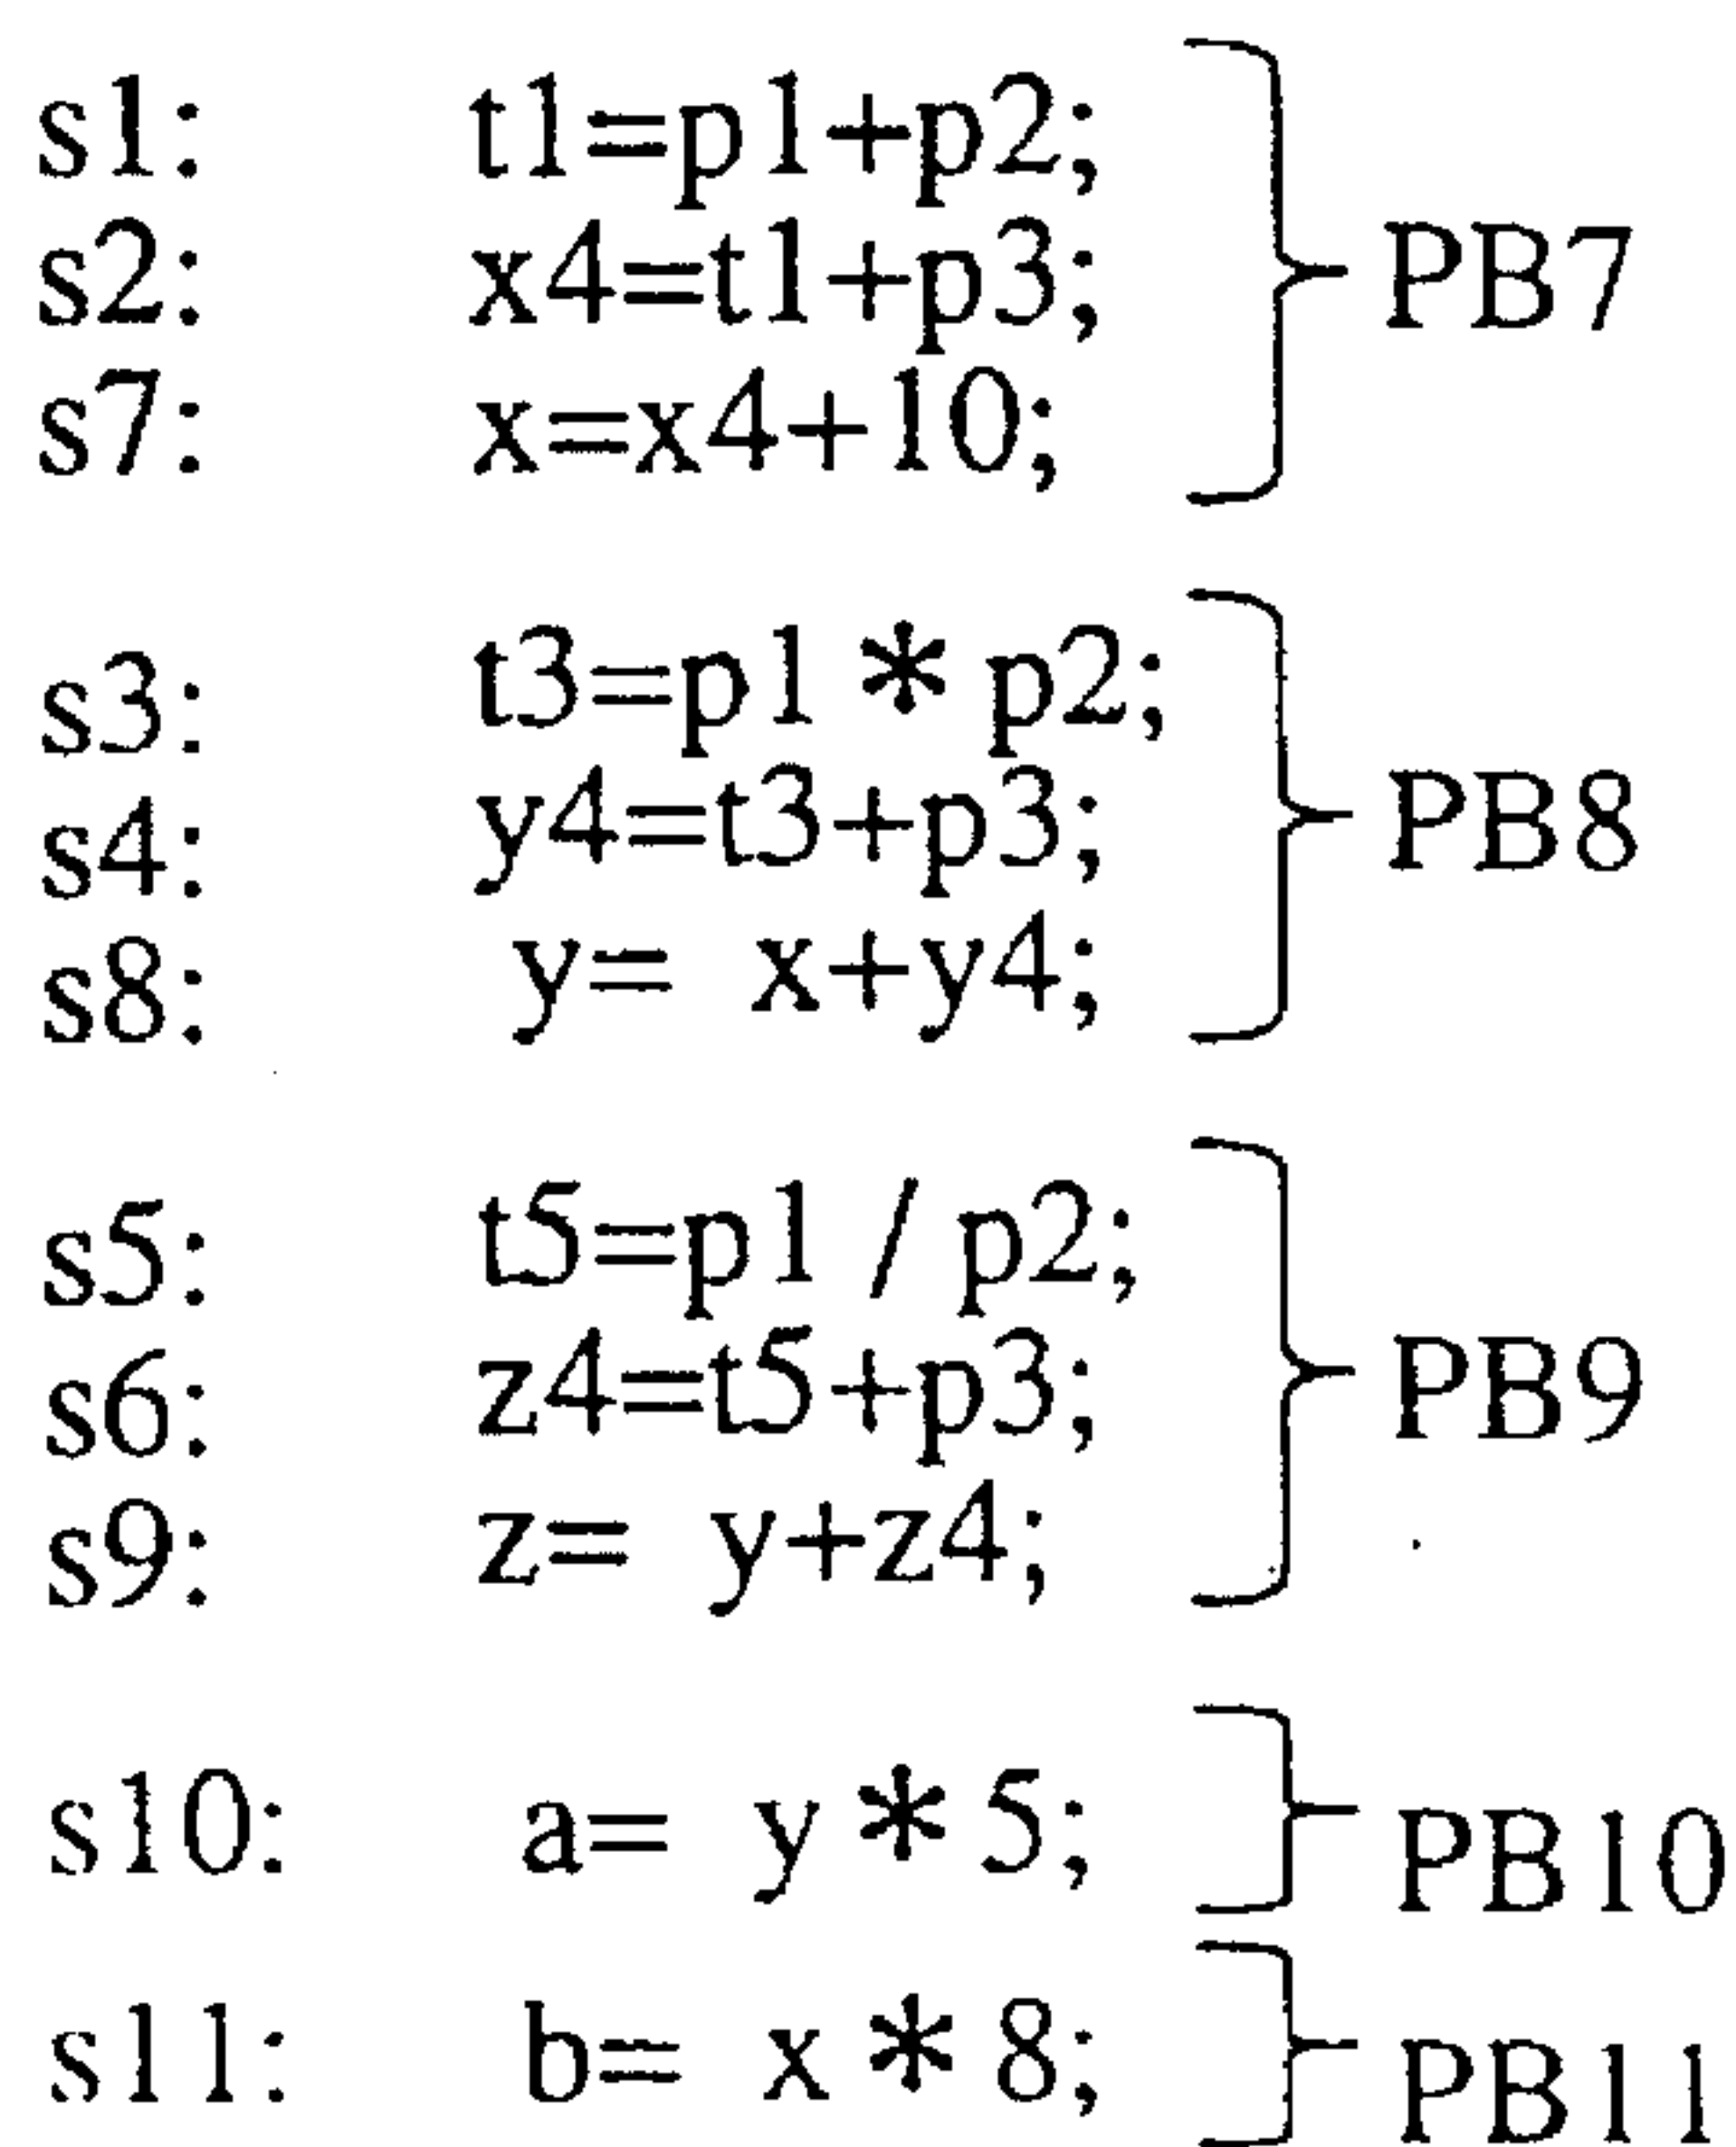 s1: t1=p1+p2;
s2: x4=t1+p3; PB7
s7: x=x4+10;
s3: t3=p1 * p2;
s4: y4=t3+p3; PB8
s8: y= x+y4;
s5: t5=p1 / p2;
s6: z4=t5+p3; PB9
s9: z= y+z4;
s10: a= y * 5; PB10
s11: b= x * 8; PB11